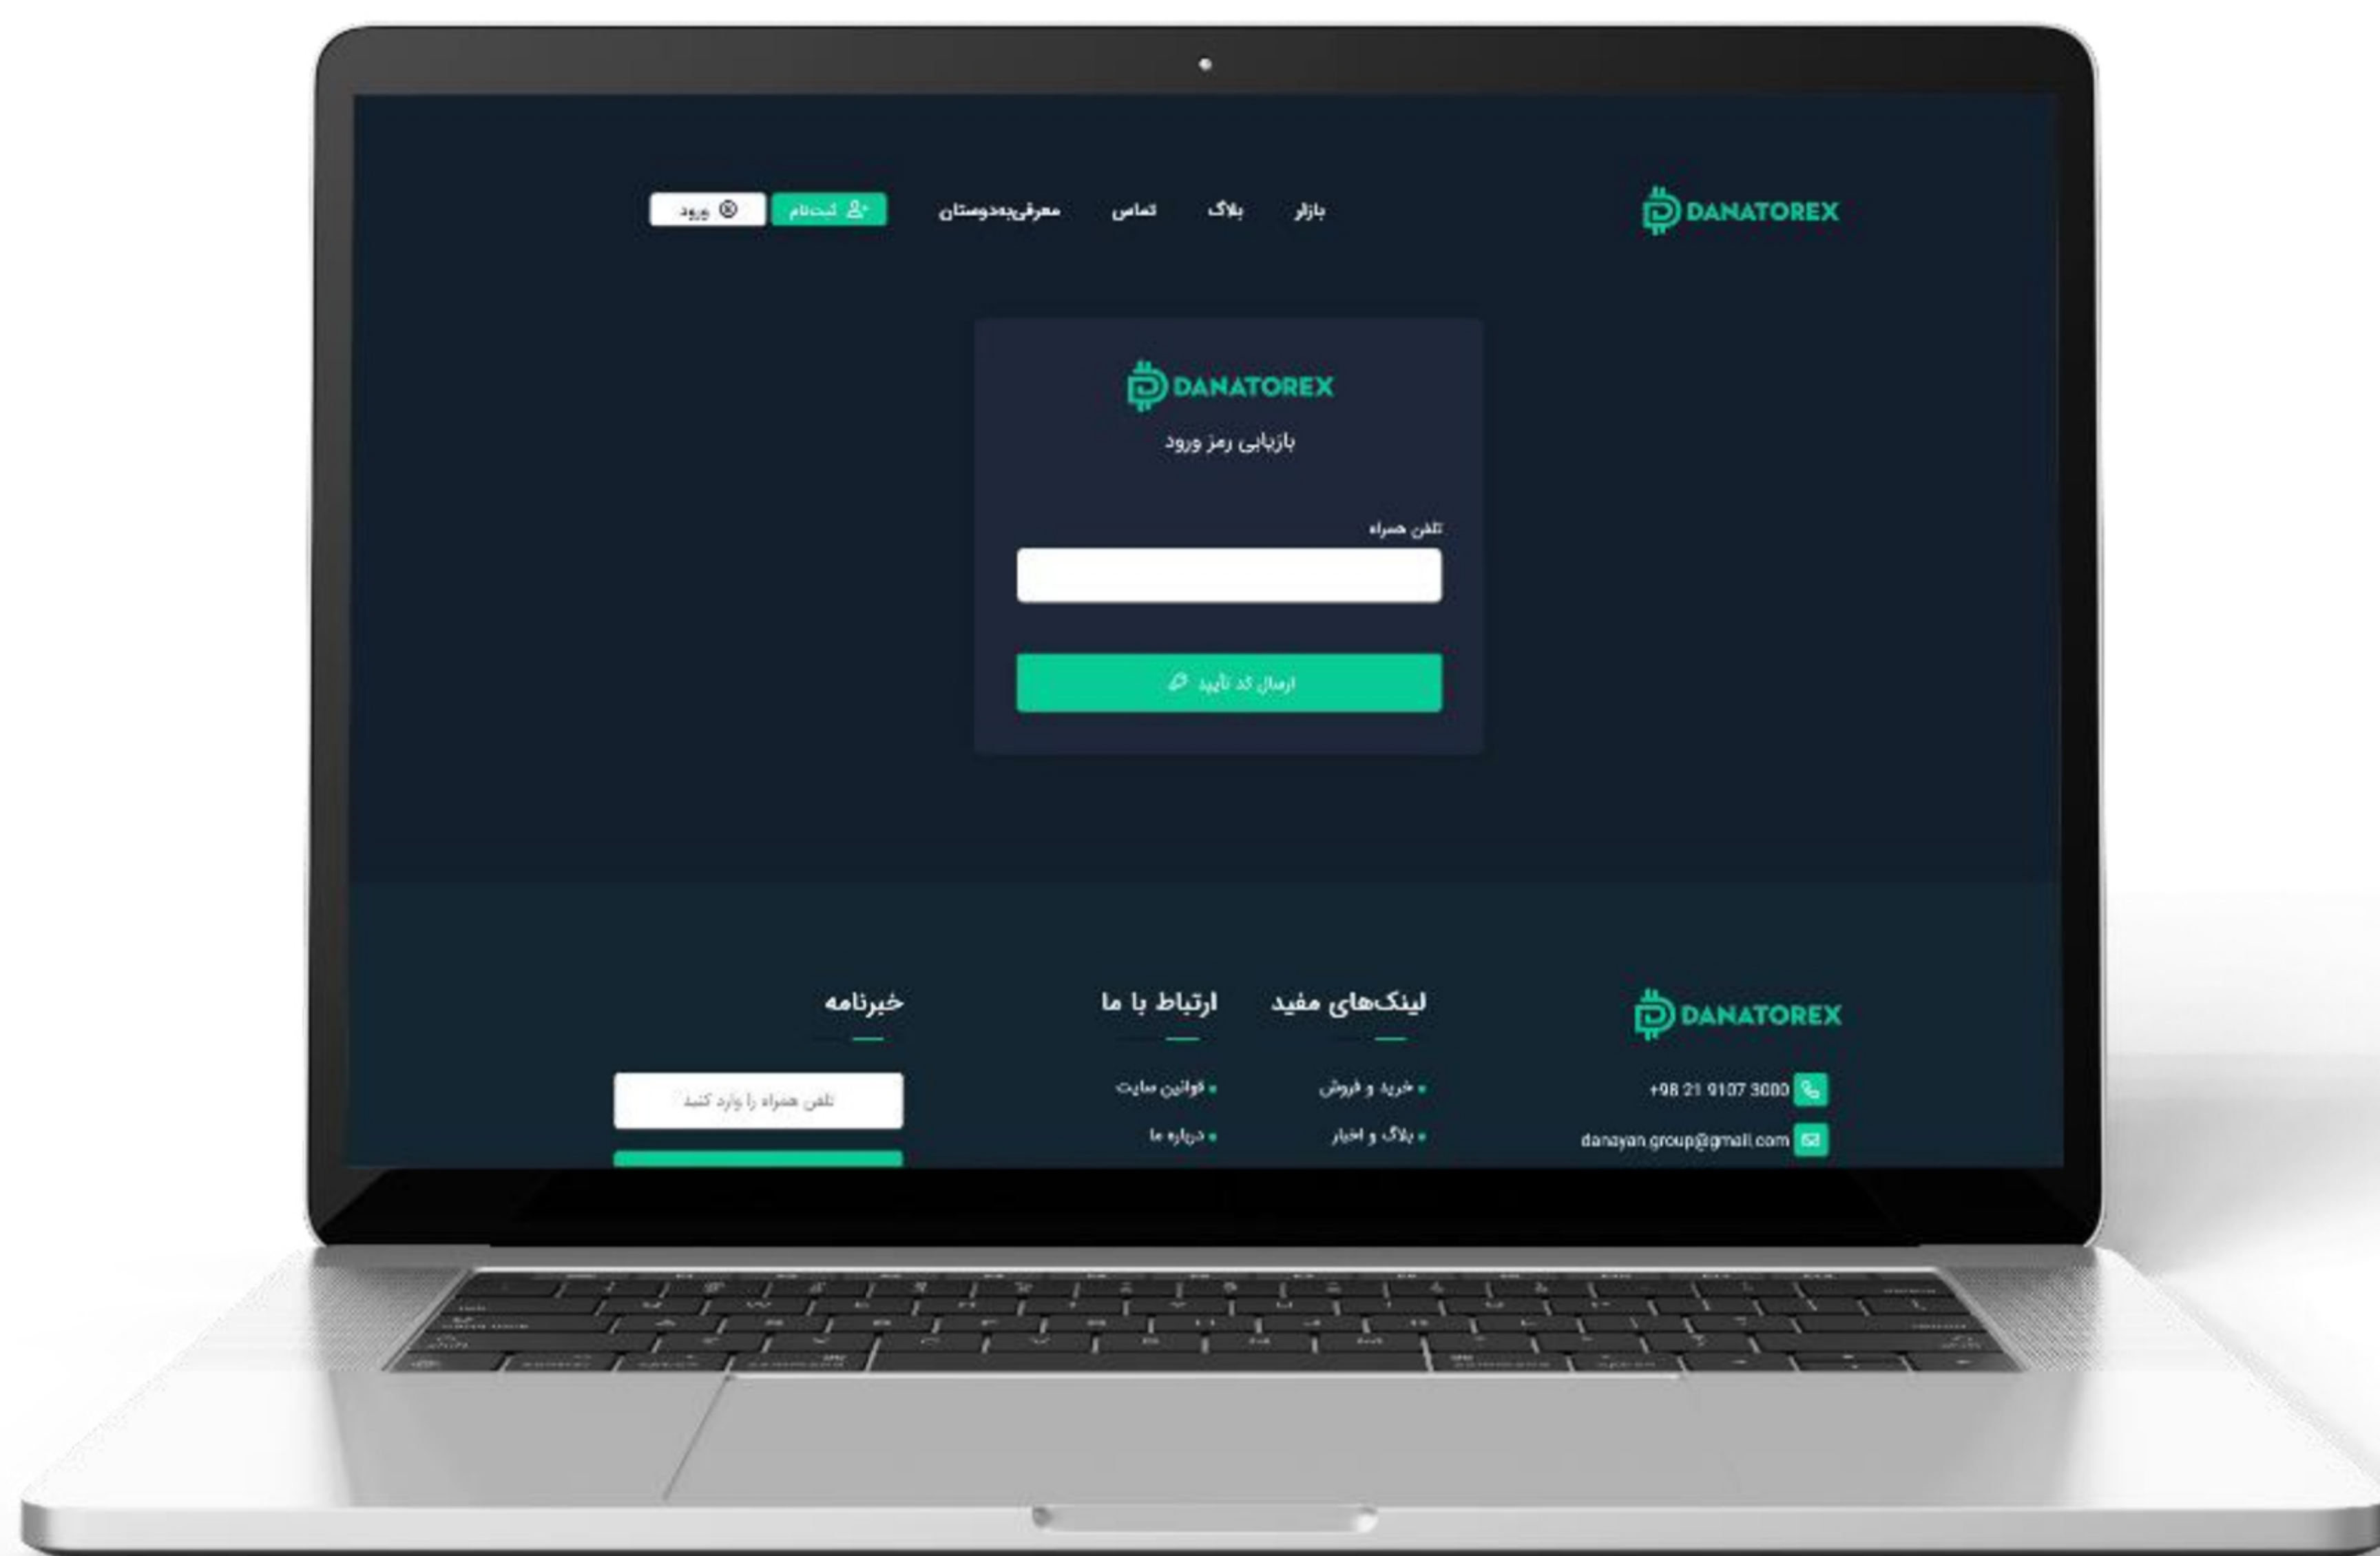 DANATOREX
بازار
بلاگ
تماس
معرفی‌به‌دوستان
ثبت‌نام
ورود
DANATOREX
بازیابی رمز ورود
تلفن همراه
ارسال کد تأیید
DANATOREX
+98 21 9107 3000
danayan.group@gmail.com
لینک‌های مفید
خرید و فروش
بلاگ و اخبار
ارتباط با ما
قوانین سایت
درباره ما
خبرنامه
تلفن همراه را وارد کنید